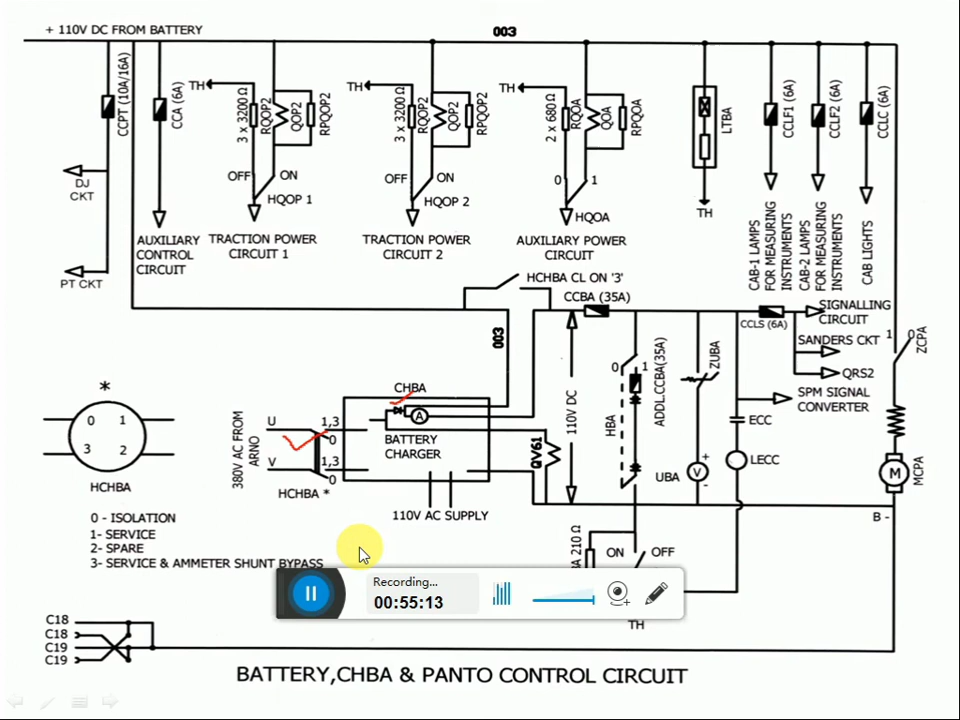 + 110V DC FROM BATTERY
003
CCPT (10A/16A)
CCA (6A)
TH
3 x 3200 Ω
RQOP2
QOP2
RPQOP2
TH
3 x 3200 Ω
RQOP2
QOP2
RPQOP2
TH
2 x 680 Ω
RQOA
QOA
RPQOA
LTBA
CCLF1 (6A)
CCLF2 (6A)
CCLC (6A)
DJ
CKT
OFF
ON
HQOP 1
OFF
ON
HQOP 2
0
1
HQOA
TH
AUXILIARY
CONTROL
CIRCUIT
TRACTION POWER
CIRCUIT 1
TRACTION POWER
CIRCUIT 2
AUXILIARY POWER
CIRCUIT
CAB-1 LAMPS
FOR MEASURING
INSTRUMENTS
CAB-2 LAMPS
FOR MEASURING
INSTRUMENTS
CAB LIGHTS
PT CKT
HCHBA CL ON '3'
CCBA (35A)
003
CCLS (6A)
SIGNALLING
CIRCUIT
SANDERS CKT
QRS2
1
0
ZCPA
SPM SIGNAL
CONVERTER
*
0
1
3
2
HCHBA
380V AC FROM
ARNO
U
1,3
0
V
1,3
0
HCHBA *
CHBA
A
BATTERY
CHARGER
QV61
110V DC
0
1
HBA
ADDL.CCBA(35A)
ZUBA
UBA
V
+
-
ECC
LECC
M
MCPA
B -
110V AC SUPPLY
0 - ISOLATION
1- SERVICE
2- SPARE
3- SERVICE & AMMETER SHUNT BYPASS
A 210 Ω
ON
OFF
Recording...
00:55:13
TH
C18
C18
C19
C19
BATTERY,CHBA & PANTO CONTROL CIRCUIT